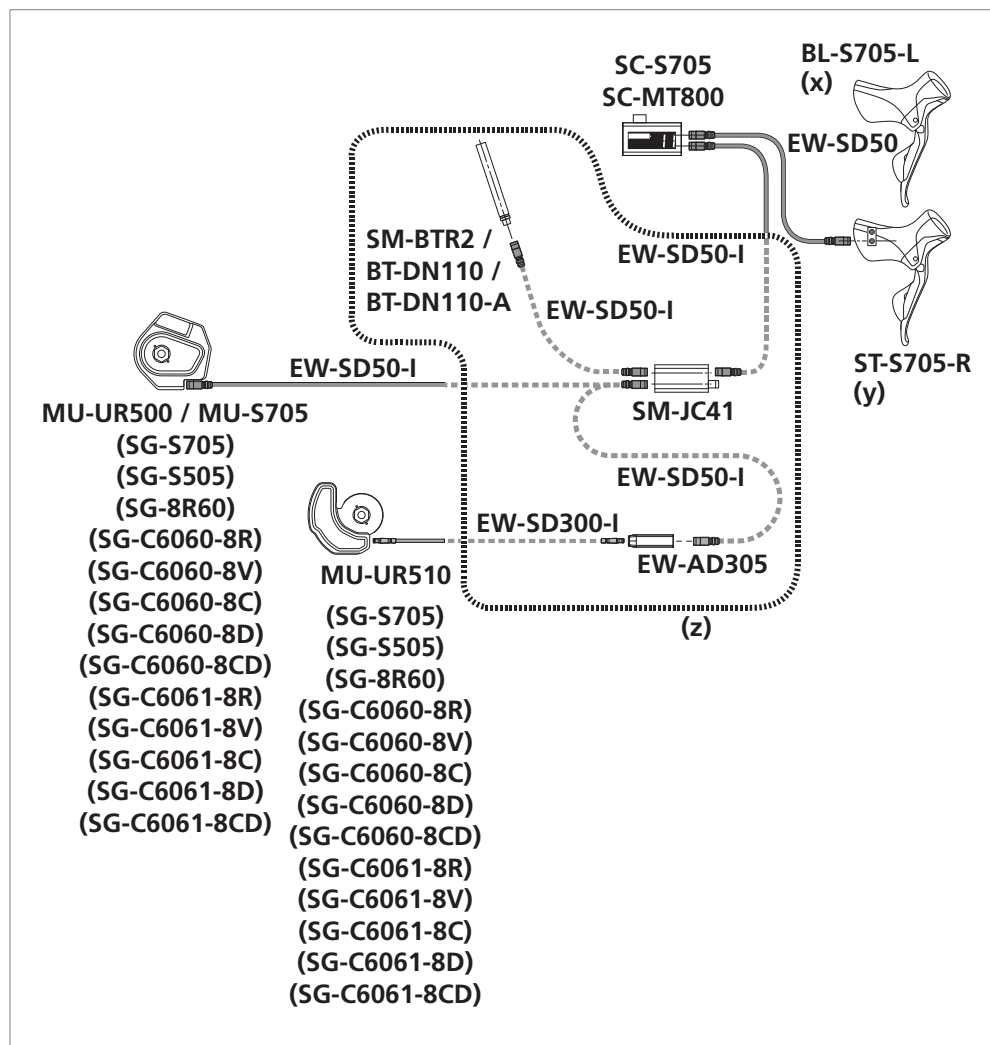 SC-S705
SC-MT800
BL-S705-L
(x)
EW-SD50
SM-BTR2 /
BT-DN110 /
BT-DN110-A
EW-SD50-I
EW-SD50-I
EW-SD50-I
ST-S705-R
(y)
SM-JC41
MU-UR500 / MU-S705
(SG-S705)
(SG-S505)
(SG-8R60)
(SG-C6060-8R)
(SG-C6060-8V)
(SG-C6060-8C)
(SG-C6060-8D)
(SG-C6060-8CD)
(SG-C6061-8R)
(SG-C6061-8V)
(SG-C6061-8C)
(SG-C6061-8D)
(SG-C6061-8CD)
EW-SD50-I
EW-SD300-I
EW-AD305
MU-UR510
(z)
(SG-S705)
(SG-S505)
(SG-8R60)
(SG-C6060-8R)
(SG-C6060-8V)
(SG-C6060-8C)
(SG-C6060-8D)
(SG-C6060-8CD)
(SG-C6061-8R)
(SG-C6061-8V)
(SG-C6061-8C)
(SG-C6061-8D)
(SG-C6061-8CD)